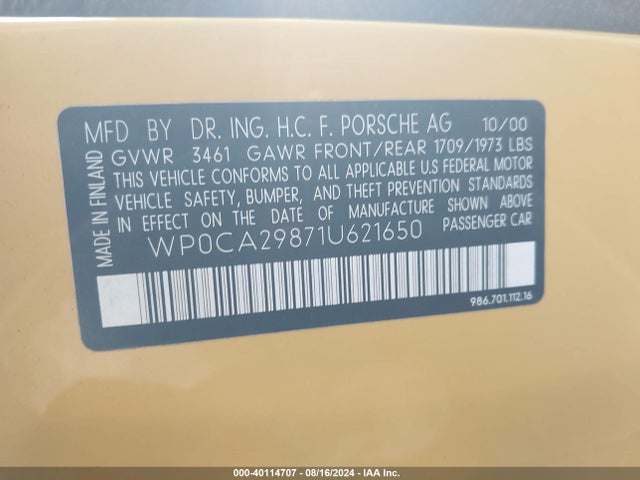 MFD BY DR. ING. H.C. F. PORSCHE AG 10/00
GVWR 3461 GAWR FRONT/REAR 1709/1973 LBS
THIS VEHICLE CONFORMS TO ALL APPLICABLE U.S FEDERAL MOTOR
VEHICLE SAFETY, BUMPER, AND THEFT PREVENTION STANDARDS
IN EFFECT ON THE DATE OF MANUFACTURE SHOWN ABOVE
WP0CA29871U621650 PASSENGER CAR
MADE IN FINLAND
986.701.112.16
000-40114707 - 08/16/2024 - IAA Inc.